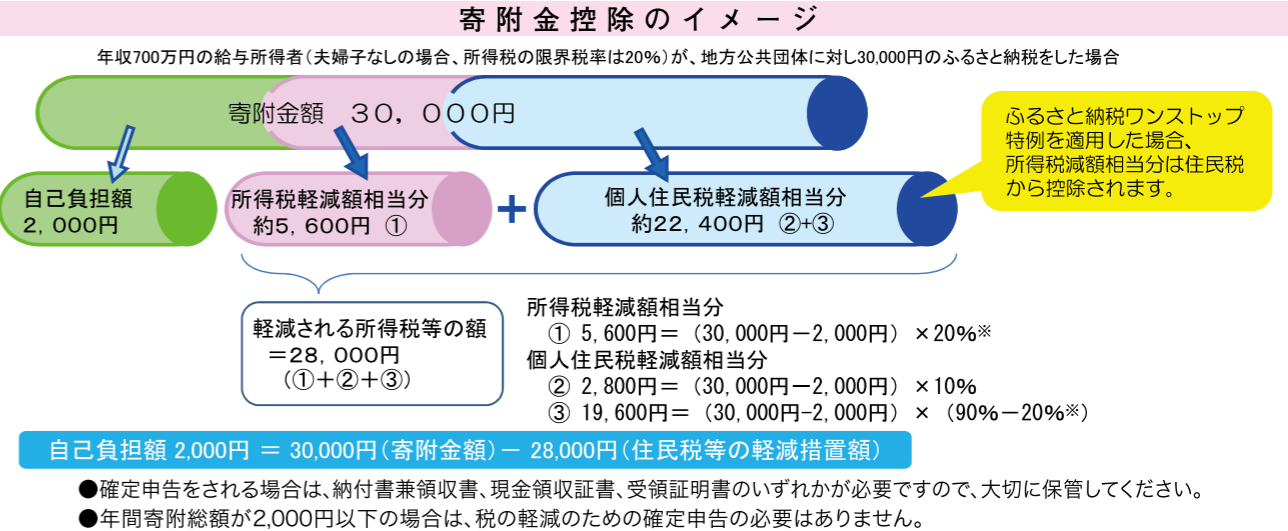 寄附金控除のイメージ
年収700万円の給与所得者（夫婦子なしの場合、所得税の限界税率は20％）が、地方公共団体に対し30,000円のふるさと納税をした場合
寄附金額　３０，０００円
ふるさと納税ワンストップ
特例を適用した場合、
所得税減額相当分は住民税
から控除されます。
自己負担額
2，000円
所得税軽減額相当分
約5，600円 ①
＋
個人住民税軽減額相当分
約22，400円 ②+③
軽減される所得税等の額
＝28，000円
（①＋②＋③）
所得税軽減額相当分
① 5,600円＝（30,000円－2,000円）×20％※
個人住民税軽減額相当分
② 2,800円＝（30,000円－2,000円）×10％
③ 19,600円＝（30,000円-2,000円）×（90％－20％※）
自己負担額 2,000円 ＝ 30,000円（寄附金額）－ 28,000円（住民税等の軽減措置額）
●確定申告をされる場合は、納付書兼領収書、現金領収証書、受領証明書のいずれかが必要ですので、大切に保管してください。
●年間寄附総額が2,000円以下の場合は、税の軽減のための確定申告の必要はありません。